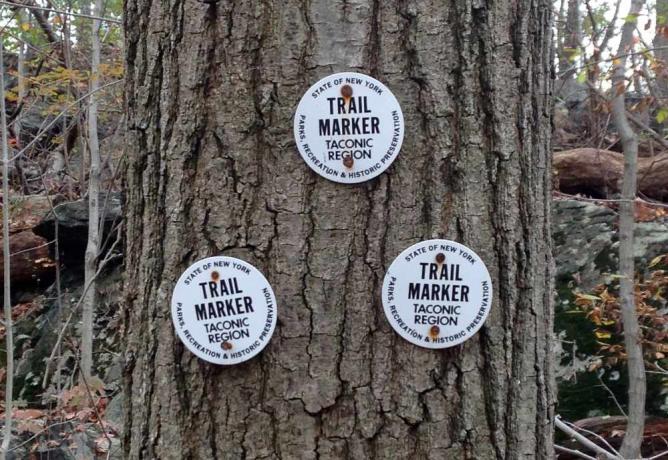 STATE OF NEW YORK
TRAIL
MARKER
TACONIC
REGION
PARKS, RECREATION & HISTORIC PRESERVATION
STATE OF NEW YORK
TRAIL
MARKER
TACONIC
REGION
PARKS, RECREATION & HISTORIC PRESERVATION
STATE OF NEW YORK
TRAIL
MARKER
TACONIC
REGION
PARKS, RECREATION & HISTORIC PRESERVATION